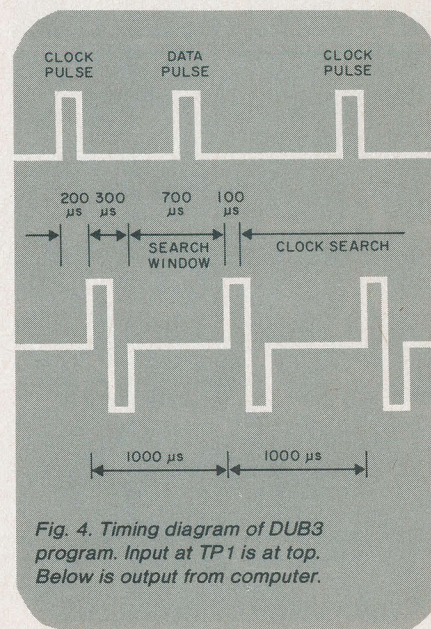 CLOCK PULSE DATA PULSE CLOCK PULSE
200 µs 300 µs 700 µs 100 µs
SEARCH WINDOW CLOCK SEARCH
1000 µs 1000 µs
Fig. 4. Timing diagram of DUB3
program. Input at TP1 is at top.
Below is output from computer.